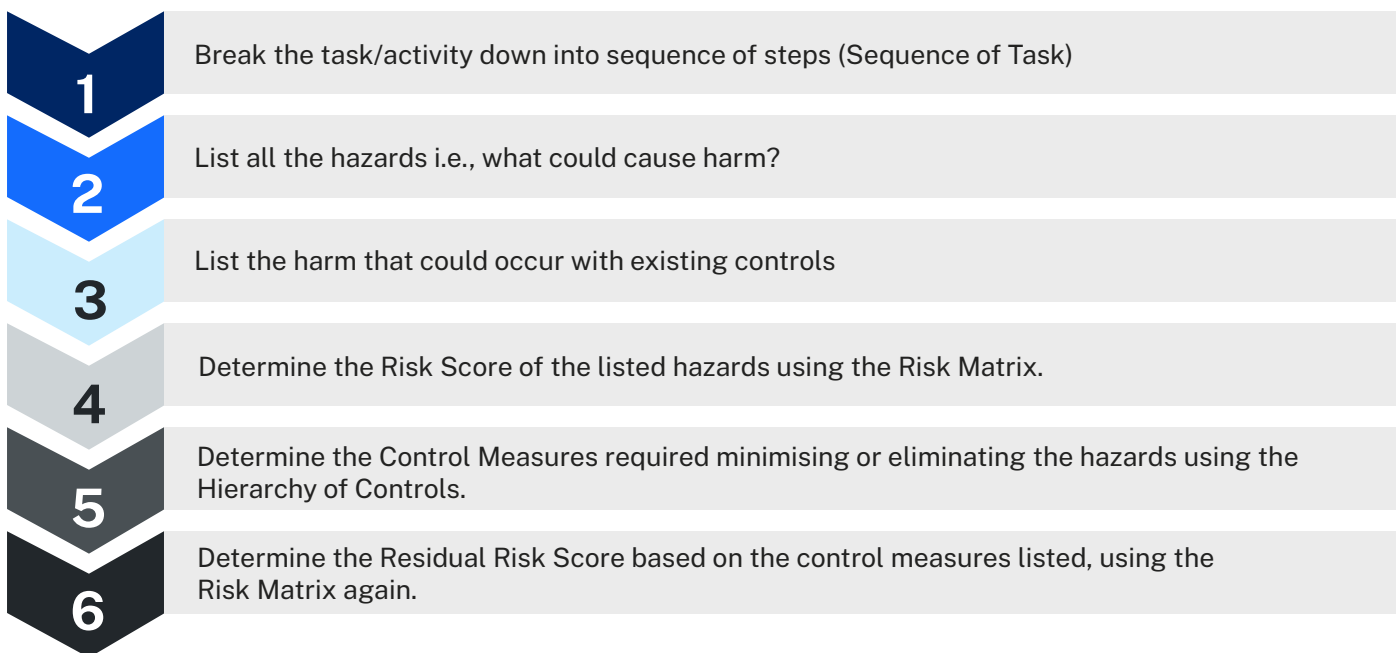 1
Break the task/activity down into sequence of steps (Sequence of Task)
2
List all the hazards i.e., what could cause harm?
3
List the harm that could occur with existing controls
4
Determine the Risk Score of the listed hazards using the Risk Matrix.
5
Determine the Control Measures required minimising or eliminating the hazards using the
Hierarchy of Controls.
6
Determine the Residual Risk Score based on the control measures listed, using the
Risk Matrix again.